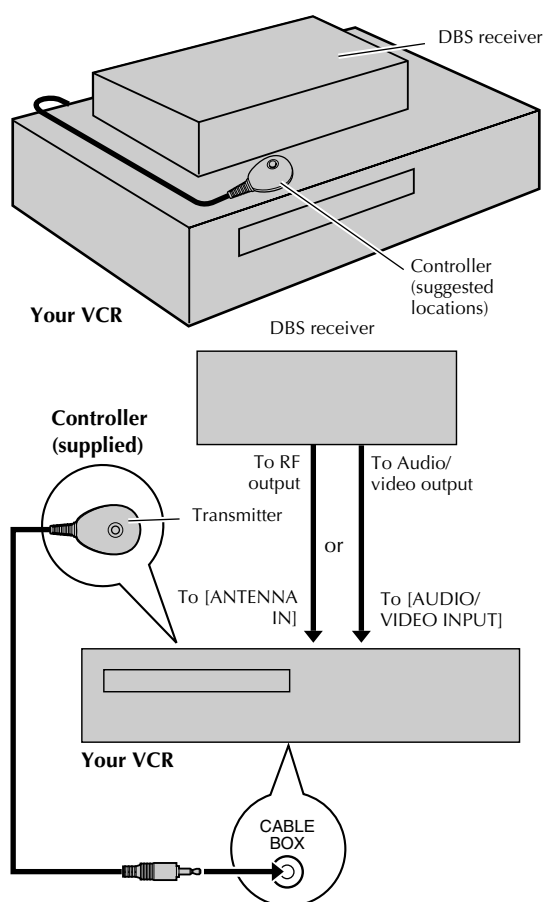 DBS receiver
Controller
(suggested
locations)
Your VCR
DBS receiver
Controller
(supplied)
To RF
output
To Audio/
video output
Transmitter
or
To [ANTENNA
IN]
To [AUDIO/
VIDEO INPUT]
Your VCR
CABLE
BOX